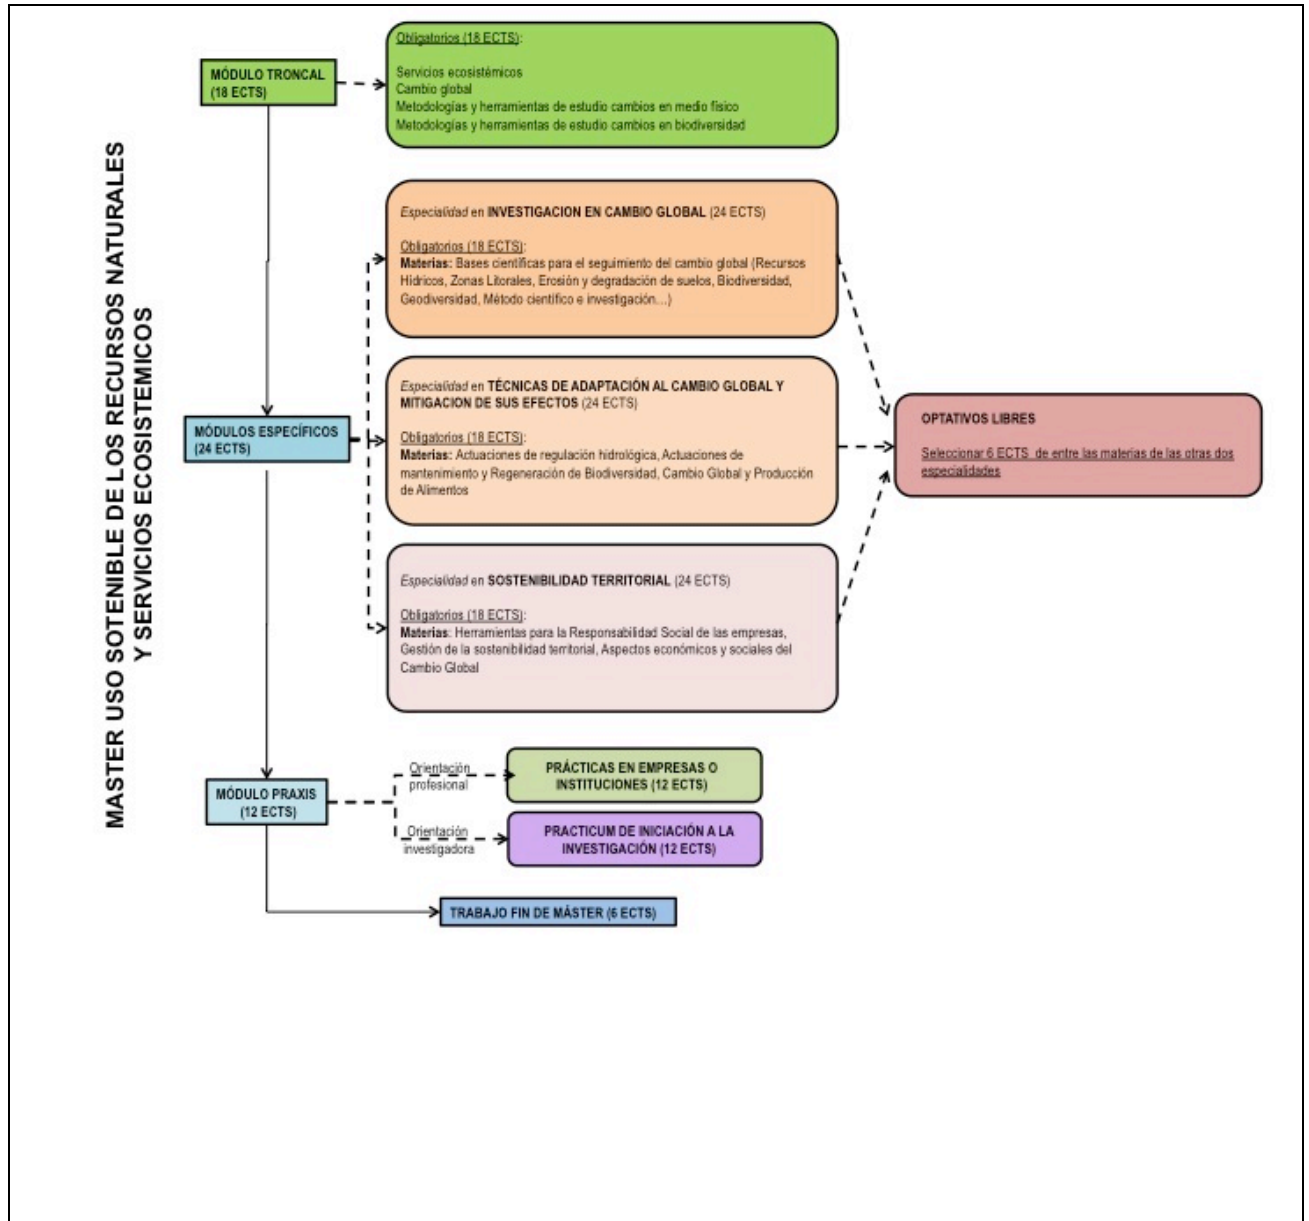 MASTER USO SOTENIBLE DE LOS RECURSOS NATURALES
Y SERVICIOS ECOSISTEMICOS
MÓDULO TRONCAL
(18 ECTS)
Obligatorios (18 ECTS):
Servicios ecosistémicos
Cambio global
Metodologías y herramientas de estudio cambios en medio físico
Metodologías y herramientas de estudio cambios en biodiversidad
MÓDULOS ESPECÍFICOS
(24 ECTS)
Especialidad en INVESTIGACION EN CAMBIO GLOBAL (24 ECTS)
Obligatorios (18 ECTS):
Materias: Bases científicas para el seguimiento del cambio global (Recursos
Hídricos, Zonas Litorales, Erosión y degradación de suelos, Biodiversidad,
Geodiversidad, Método científico e investigación…)
Especialidad en TÉCNICAS DE ADAPTACIÓN AL CAMBIO GLOBAL Y
MITIGACION DE SUS EFECTOS (24 ECTS)
Obligatorios (18 ECTS):
Materias: Actuaciones de regulación hidrológica, Actuaciones de
mantenimiento y Regeneración de Biodiversidad, Cambio Global y Producción
de Alimentos
Especialidad en SOSTENIBILIDAD TERRITORIAL (24 ECTS)
Obligatorios (18 ECTS):
Materias: Herramientas para la Responsabilidad Social de las empresas,
Gestión de la sostenibilidad territorial, Aspectos económicos y sociales del
Cambio Global
OPTATIVOS LIBRES
Seleccionar 6 ECTS de entre las materias de las otras dos
especialidades
MÓDULO PRAXIS
(12 ECTS)
Orientación
profesional
PRÁCTICAS EN EMPRESAS O
INSTITUCIONES (12 ECTS)
Orientación
investigadora
PRACTICUM DE INICIACIÓN A LA
INVESTIGACIÓN (12 ECTS)
TRABAJO FIN DE MÁSTER (6 ECTS)